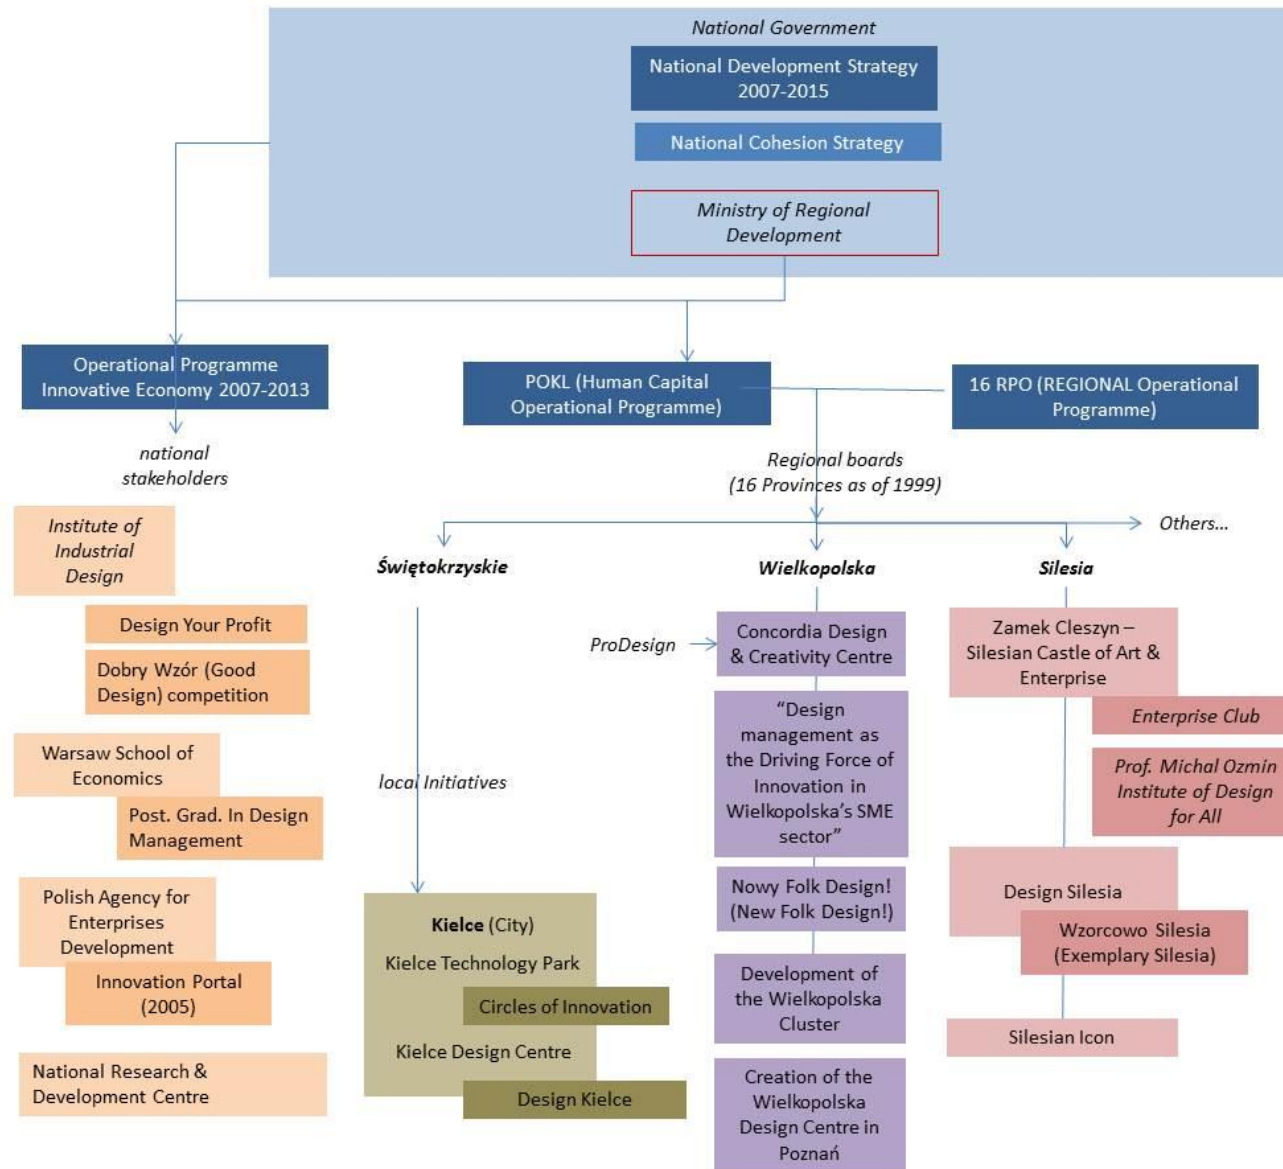 National Government
National Development Strategy
2007-2015
National Cohesion Strategy
Ministry of Regional
Development
Operational Programme
Innovative Economy 2007-2013
POKL (Human Capital
Operational Programme)
16 RPO (REGIONAL Operational
Programme)
national
stakeholders
Regional boards
(16 Provinces as of 1999)
Others...
Institute of
Industrial
Design
Design Your Profit
Dobry Wzór (Good
Design) competition
Warsaw School of
Economics
Post. Grad. In Design
Management
Polish Agency for
Enterprises
Development
Innovation Portal
(2005)
National Research &
Development Centre
Świętokrzyskie
local Initiatives
Kielce (City)
Kielce Technology Park
Circles of Innovation
Kielce Design Centre
Design Kielce
Wielkopolska
ProDesign
Concordia Design
& Creativity Centre
“Design
management as
the Driving Force of
Innovation in
Wielkopolska’s SME
sector”
Nowy Folk Design!
(New Folk Design!)
Development of
the Wielkopolska
Cluster
Creation of the
Wielkopolska
Design Centre in
Poznań
Silesia
Zamek Cleszyn –
Silesian Castle of Art &
Enterprise
Enterprise Club
Prof. Michal Ozmin
Institute of Design
for All
Design Silesia
Wzorcowo Silesia
(Exemplary Silesia)
Silesian Icon